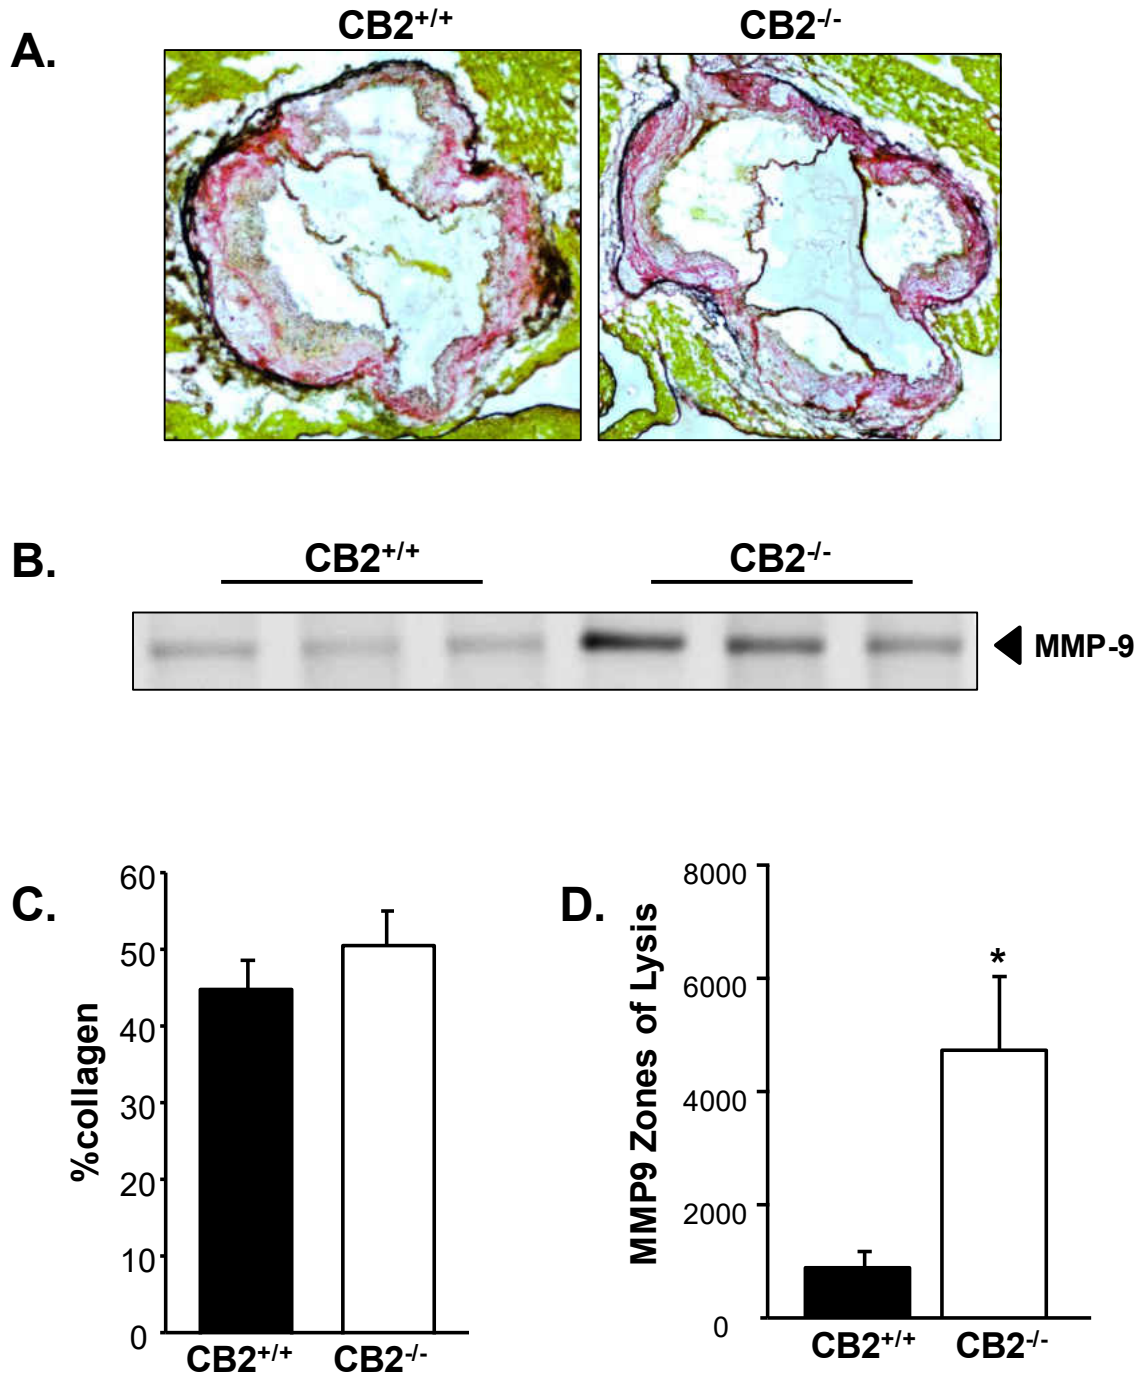 A.
CB2+/+
CB2-/-
B.
CB2+/+
CB2-/-
MMP-9
C.
%collagen
60
50
40
30
20
10
0
CB2+/+
CB2-/-
D.
MMP9 Zones of Lysis
8000
6000
4000
2000
0
*
CB2+/+
CB2-/-